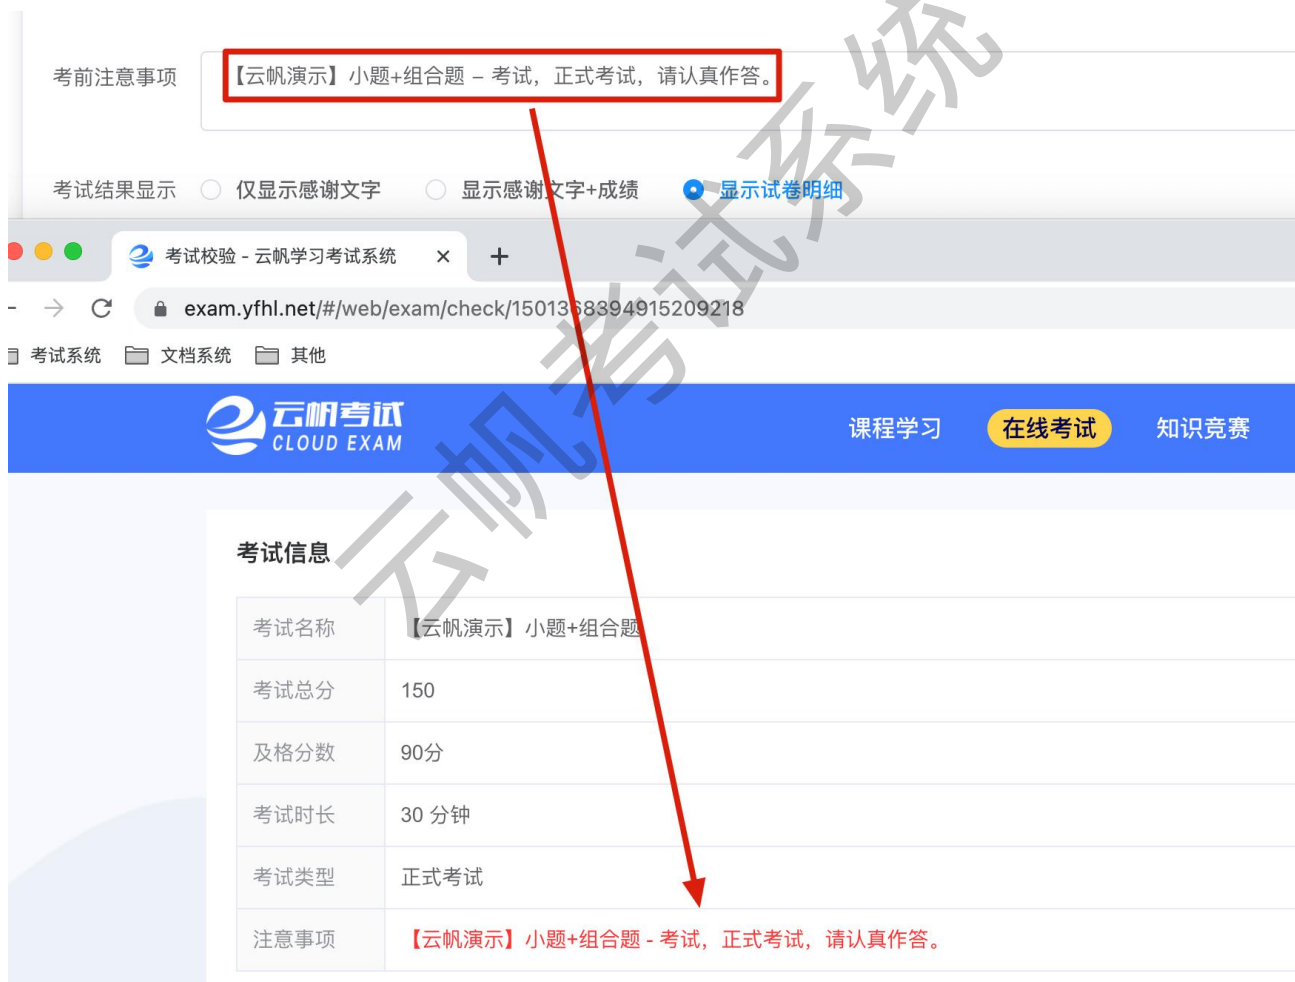 考前注意事项 【云帆演示】小题+组合题 – 考试，正式考试，请认真作答。
考试结果显示 仅显示感谢文字 显示感谢文字+成绩 显示试卷明细
考试校验 - 云帆学习考试系统 × +
exam.yfhl.net/#/web/exam/check/1501368394915209218
考试系统 文档系统 其他
云帆考试
CLOUD EXAM
课程学习 在线考试 知识竞赛
考试信息
考试名称 【云帆演示】小题+组合题
考试总分 150
及格分数 90分
考试时长 30 分钟
考试类型 正式考试
注意事项 【云帆演示】小题+组合题 - 考试，正式考试，请认真作答。
云帆考试系统